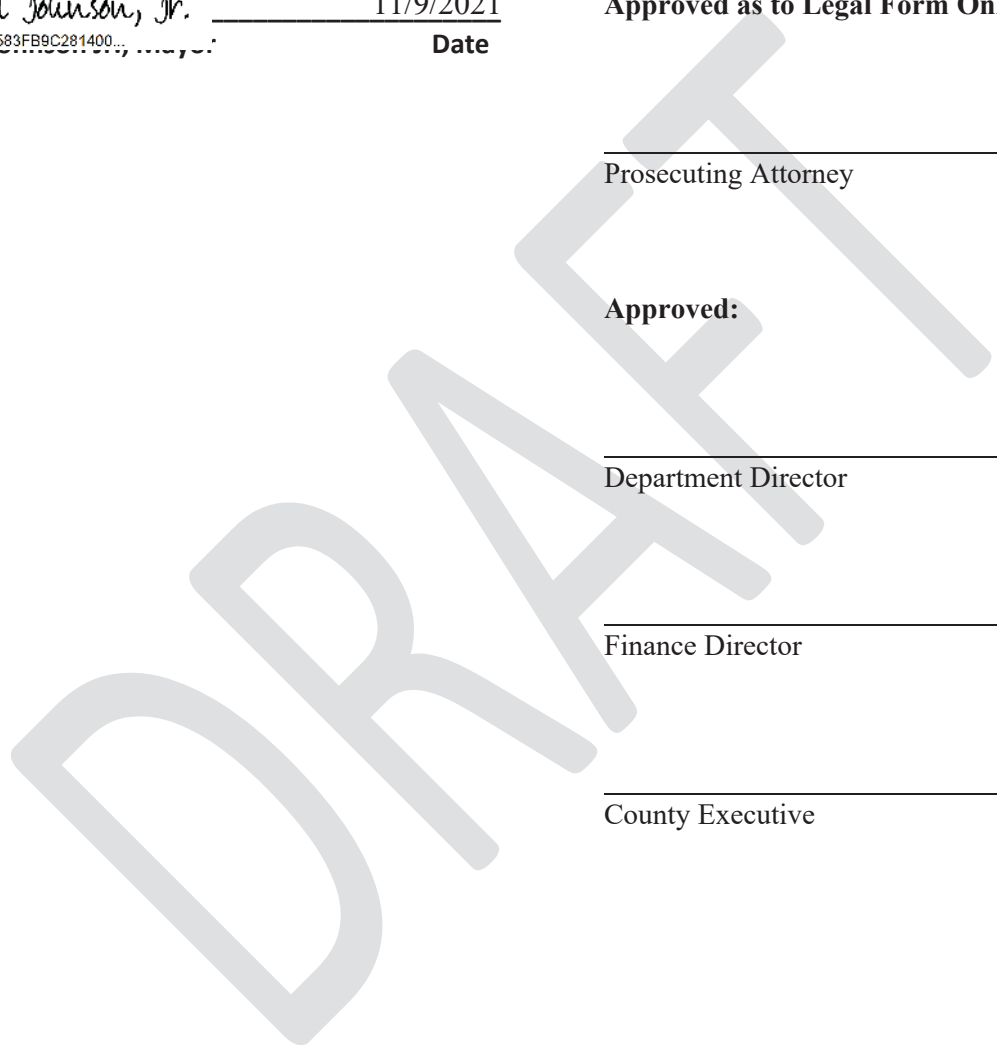 Johnson, Jr. 11/9/2021
583FB9C281400...
Mayor Date
Approved as to Legal Form
Prosecuting Attorney
Approved:
Department Director
Finance Director
County Executive
DRAFT